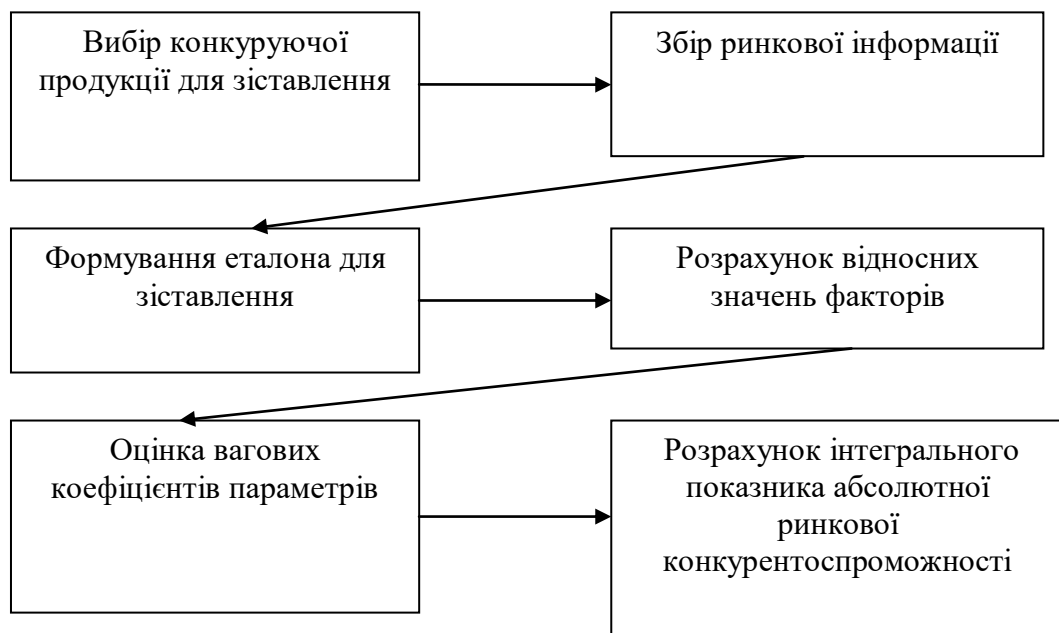 Вибір конкуруючої
продукції для зіставлення
Збір ринкової інформації
Формування еталона для
зіставлення
Розрахунок відносних
значень факторів
Оцінка вагових
коефіцієнтів параметрів
Розрахунок інтегрального
показника абсолютної
ринкової
конкурентоспроможності